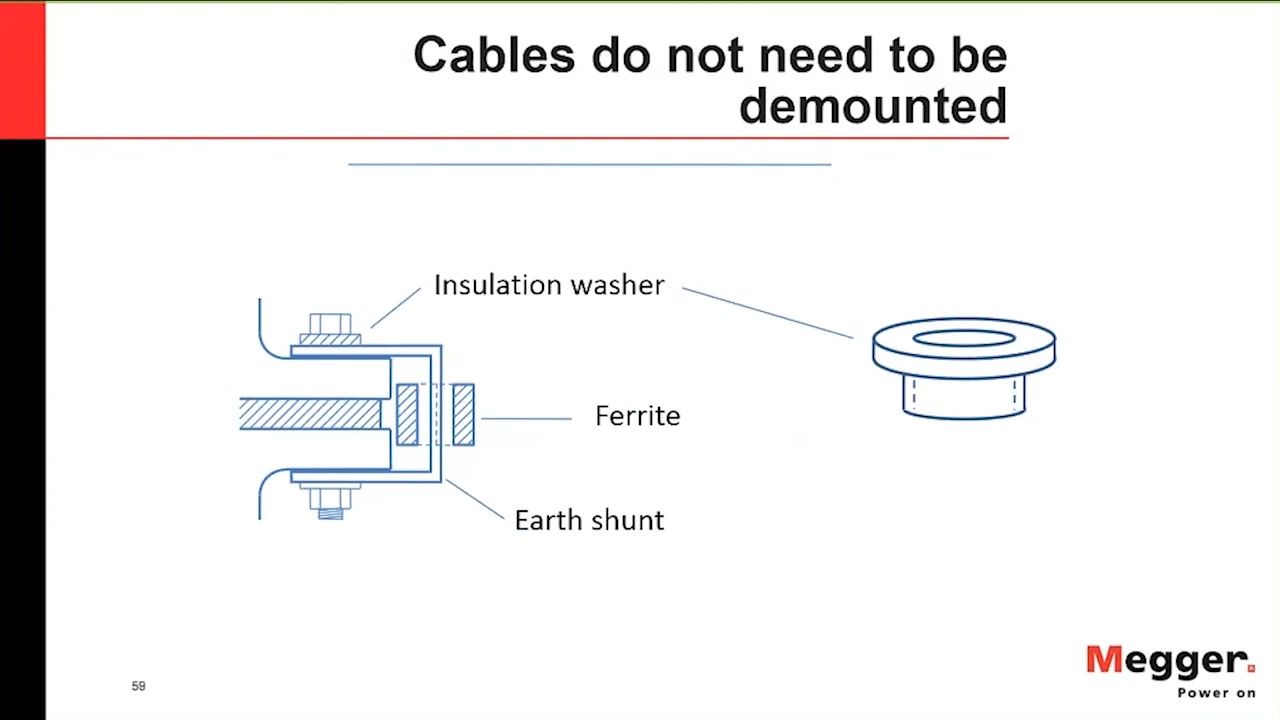 Cables do not need to be
demounted
Insulation washer
Ferrite
Earth shunt
Megger.
Power on
59